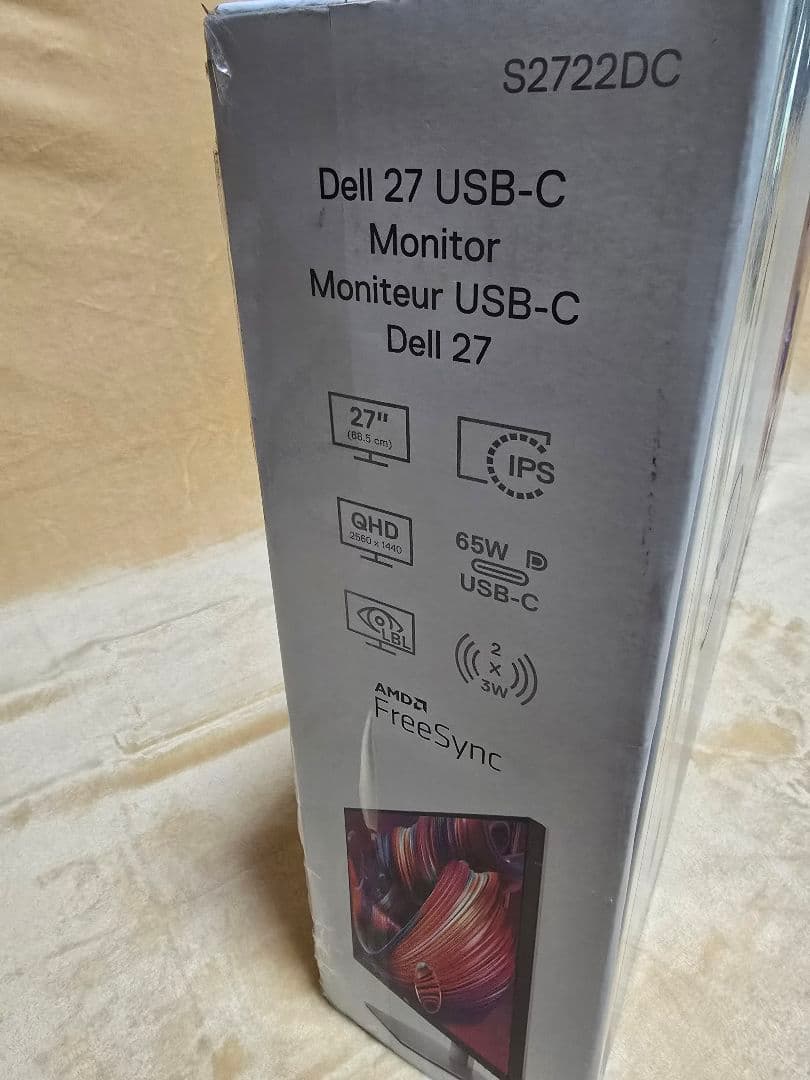 S2722DC
Dell 27 USB-C
Monitor
Moniteur USB-C
Dell 27
27"
(68.5 cm)
IPS
QHD
2560 x 1440
65W
USB-C
LBL
2
x
3W
AMD
FreeSync